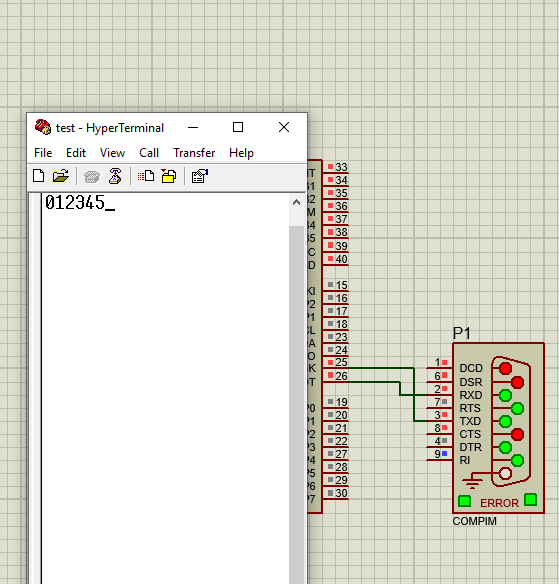 test - HyperTerminal
File Edit View Call Transfer Help
012345_
33
34
35
36
37
38
39
40
15
16
17
18
23
24
25
26
19
20
21
22
27
28
29
30
P1
1 DCD
6 DSR
2 RXD
7 RTS
3 TXD
8 CTS
4 DTR
9 RI
ERROR
COMPIM